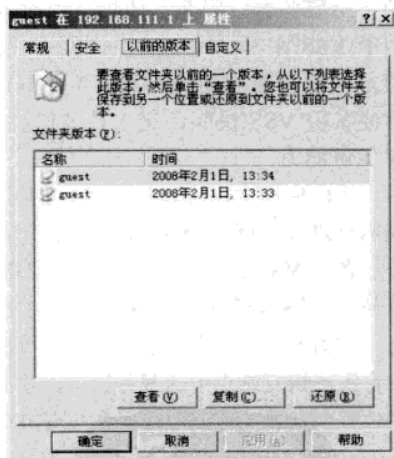 guest 在 192.168.111.1 上 属性
常规 安全 以前的版本 自定义
要查看文件夹以前的一个版本，从以下列表选择
此版本，然后单击“查看”。您也可以将文件夹
保存到另一个位置或还原到文件夹以前的一个版
本。
文件夹版本(F)：
名称 时间
guest 2008年2月1日，13:34
guest 2008年2月1日，13:33
查看(V) 复制(C)... 还原(R)
确定 取消 应用(A) 帮助